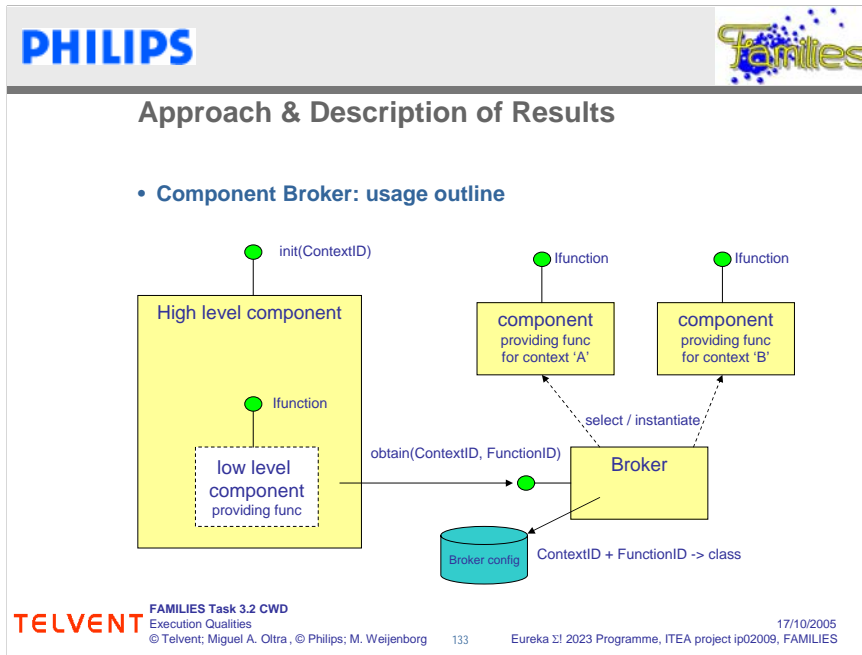 PHILIPS
Families
Approach & Description of Results
• Component Broker: usage outline
init(ContextID)
High level component
Ifunction
low level
component
providing func
Ifunction
component
providing func
for context ‘A’
Ifunction
component
providing func
for context ‘B’
select / instantiate
obtain(ContextID, FunctionID)
Broker
Broker config
ContextID + FunctionID -> class
TELVENT
FAMILIES Task 3.2 CWD
Execution Qualities
© Telvent; Miguel A. Oltra , © Philips; M. Weijenborg
133
17/10/2005
Eureka Σ! 2023 Programme, ITEA project ip02009, FAMILIES